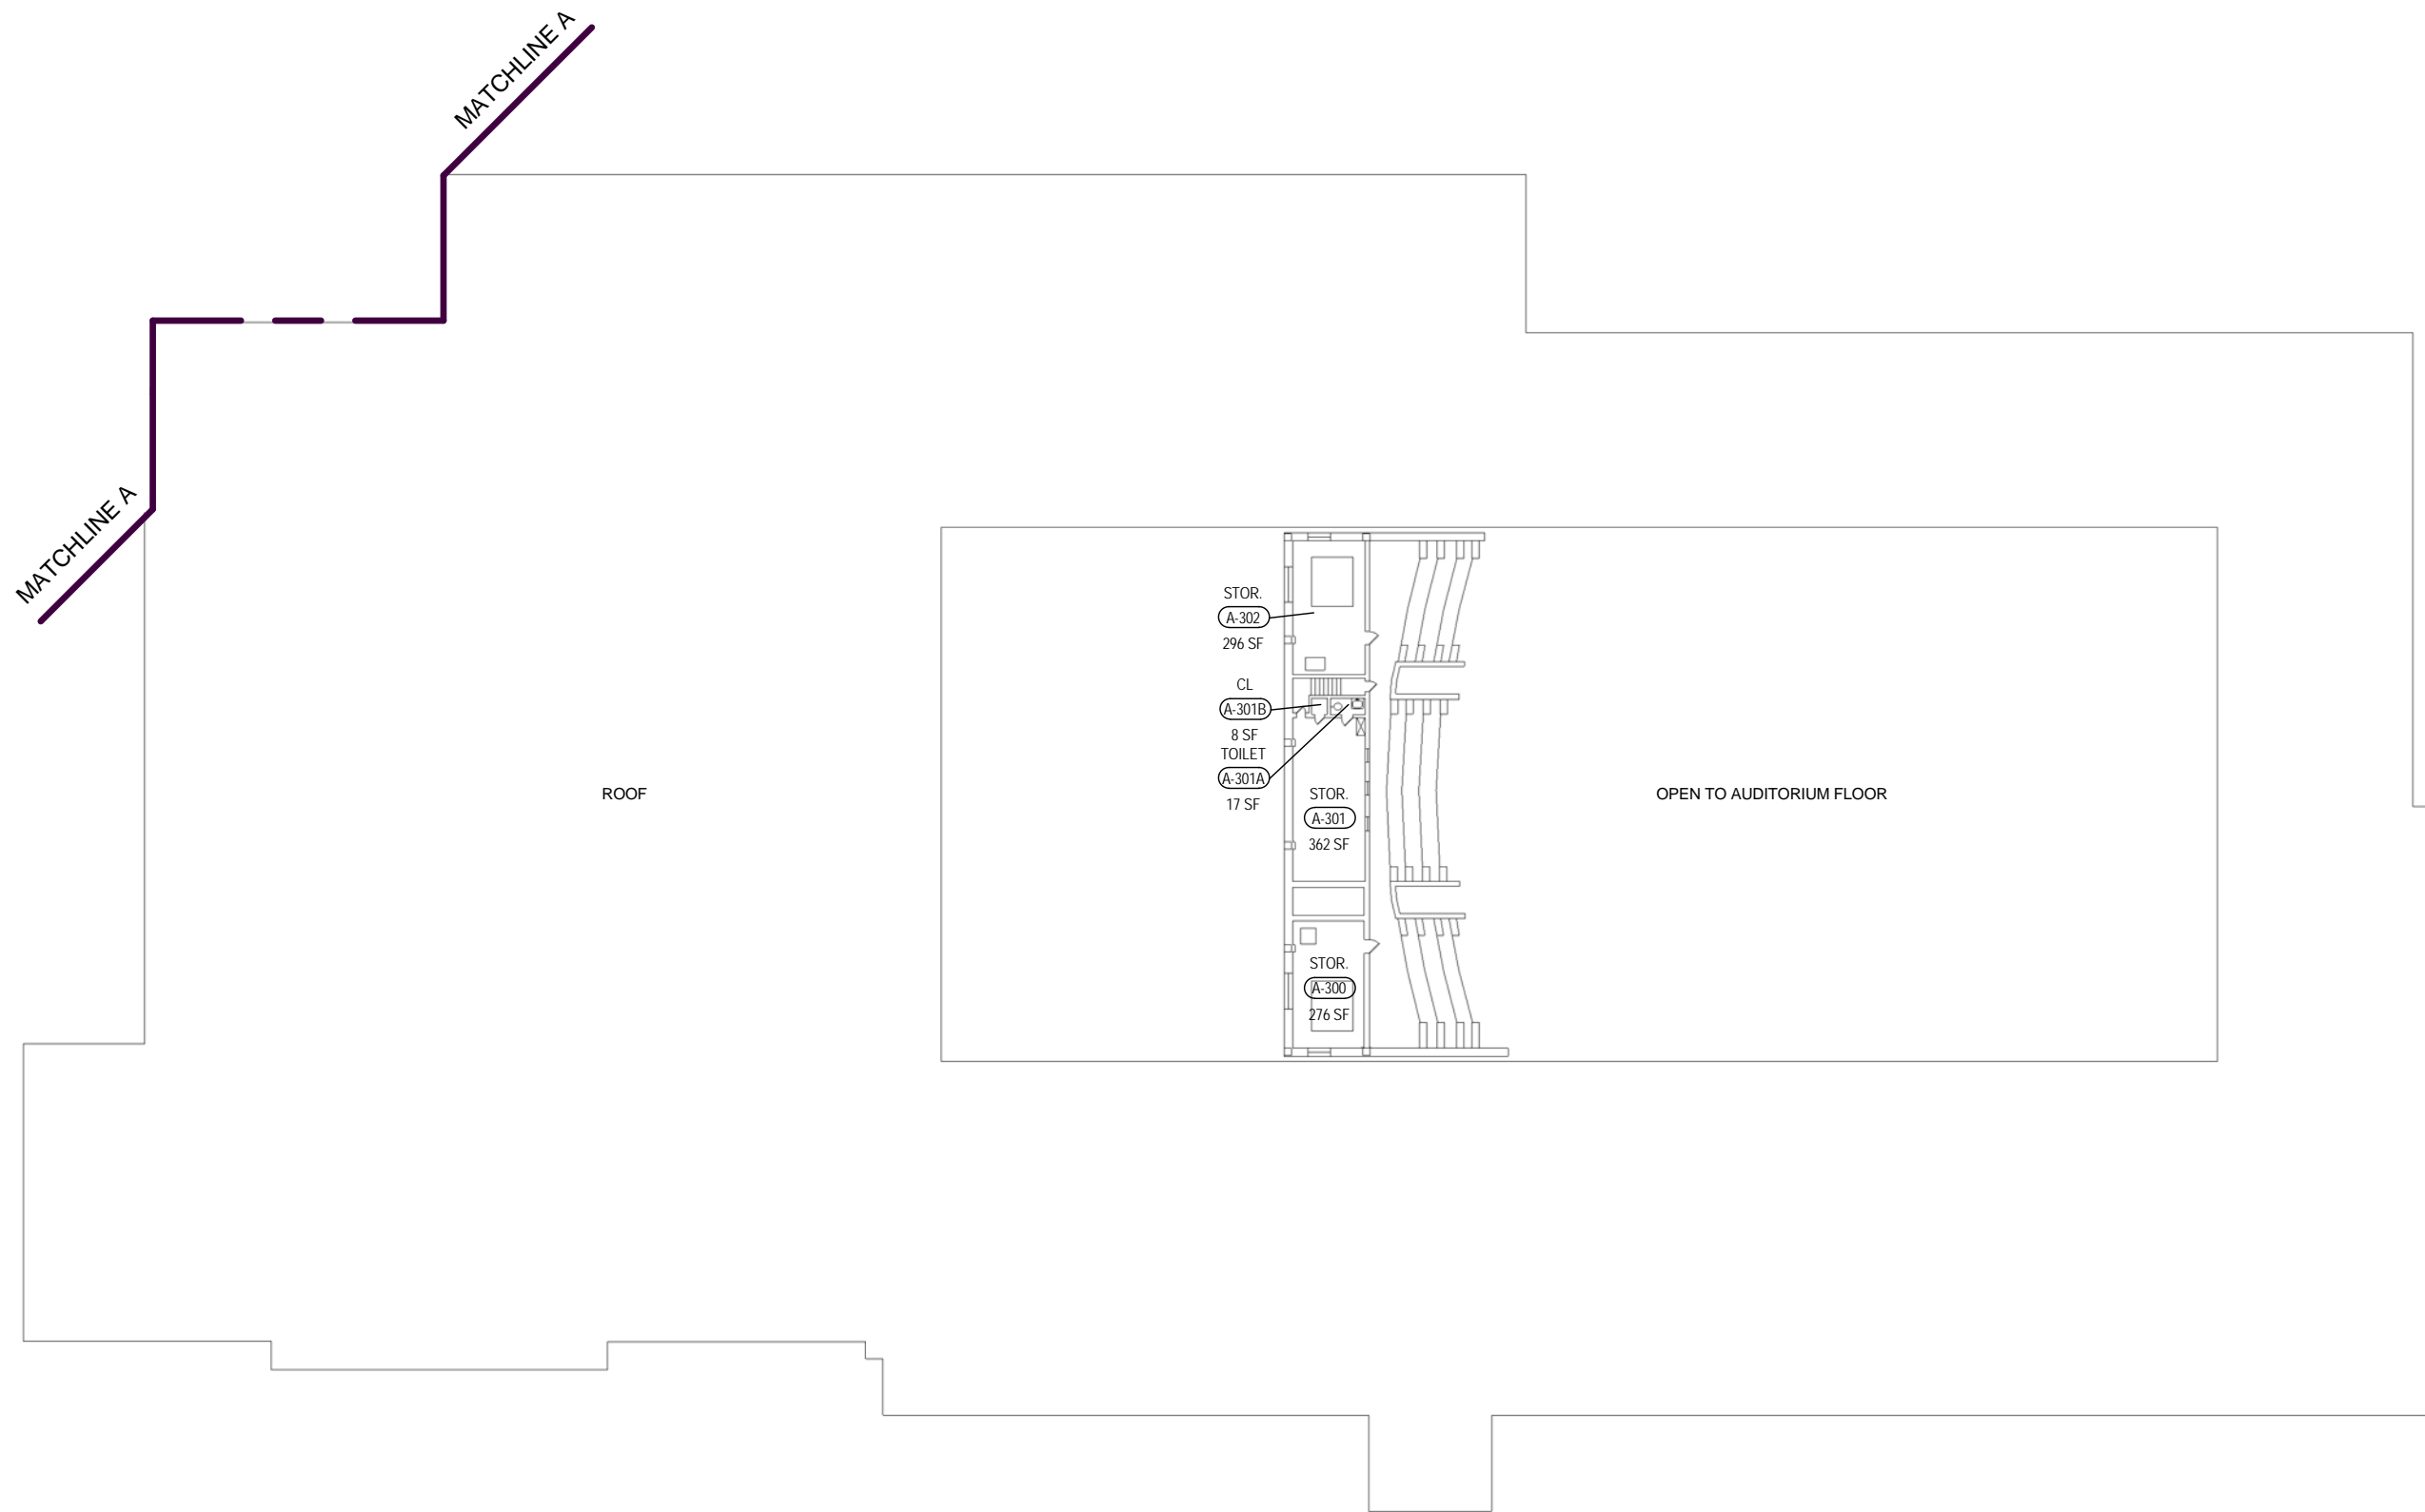 MATCHLINE A
MATCHLINE A
STOR.
A-302
296 SF
CL
A-301B
8 SF
TOILET
A-301A
17 SF
STOR.
A-301
362 SF
STOR.
A-300
276 SF
ROOF
OPEN TO AUDITORIUM FLOOR